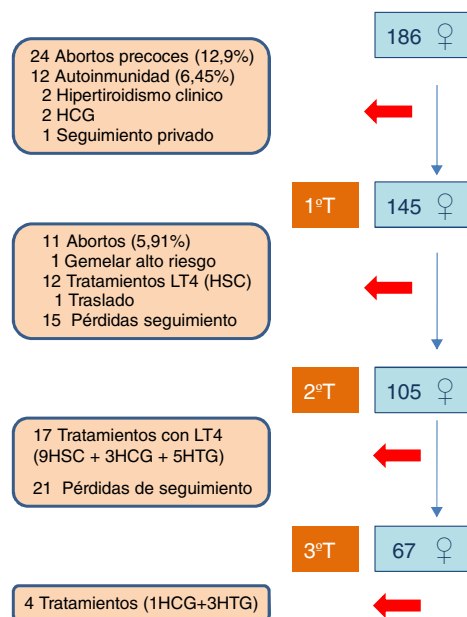 186 ♀
24 Abortos precoces (12,9%)
12 Autoinmunidad (6,45%)
2 Hipertiroidismo clinico
2 HCG
1 Seguimiento privado
1ºT
145 ♀
11 Abortos (5,91%)
1 Gemelar alto riesgo
12 Tratamientos LT4 (HSC)
1 Traslado
15 Pérdidas seguimiento
2ºT
105 ♀
17 Tratamientos con LT4
(9HSC + 3HCG + 5HTG)
21 Pérdidas de seguimiento
3ºT
67 ♀
4 Tratamientos (1HCG+3HTG)